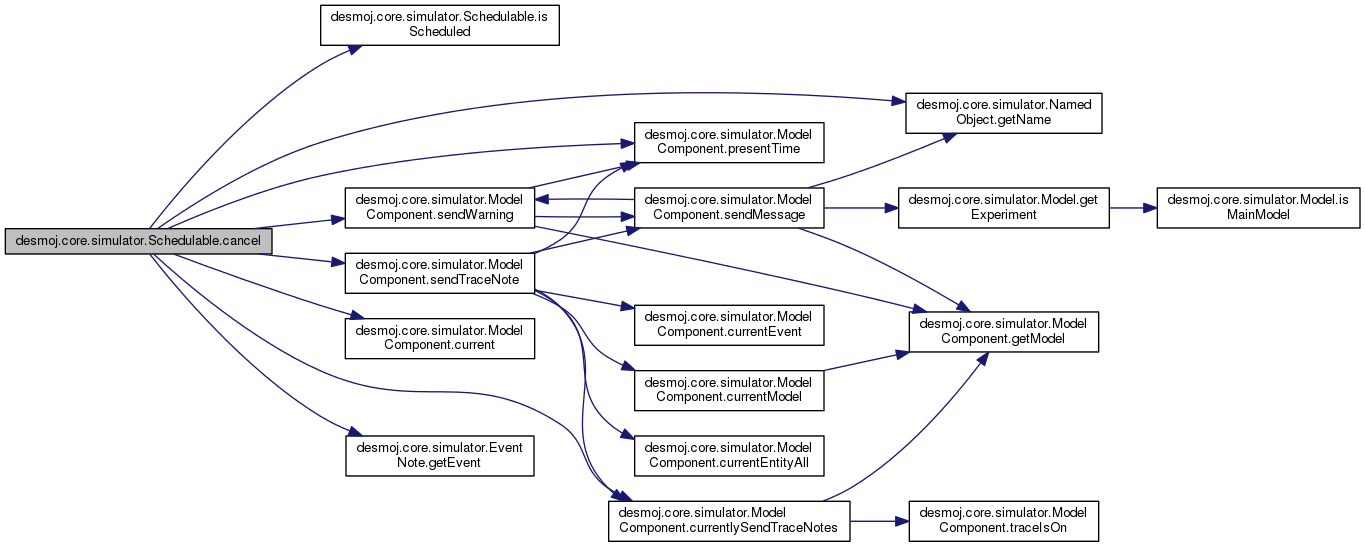 desmoj.core.simulator.Schedulable.is
Scheduled
desmoj.core.simulator.Named
Object.getName
desmoj.core.simulator.Model
Component.presentTime
desmoj.core.simulator.Model
Component.sendWarning
desmoj.core.simulator.Model
Component.sendMessage
desmoj.core.simulator.Model.get
Experiment
desmoj.core.simulator.Model.is
MainModel
desmoj.core.simulator.Schedulable.cancel
desmoj.core.simulator.Model
Component.sendTraceNote
desmoj.core.simulator.Model
Component.current
desmoj.core.simulator.Model
Component.currentEvent
desmoj.core.simulator.Model
Component.getModel
desmoj.core.simulator.Model
Component.currentModel
desmoj.core.simulator.Event
Note.getEvent
desmoj.core.simulator.Model
Component.currentEntityAll
desmoj.core.simulator.Model
Component.currentlySendTraceNotes
desmoj.core.simulator.Model
Component.traceIsOn